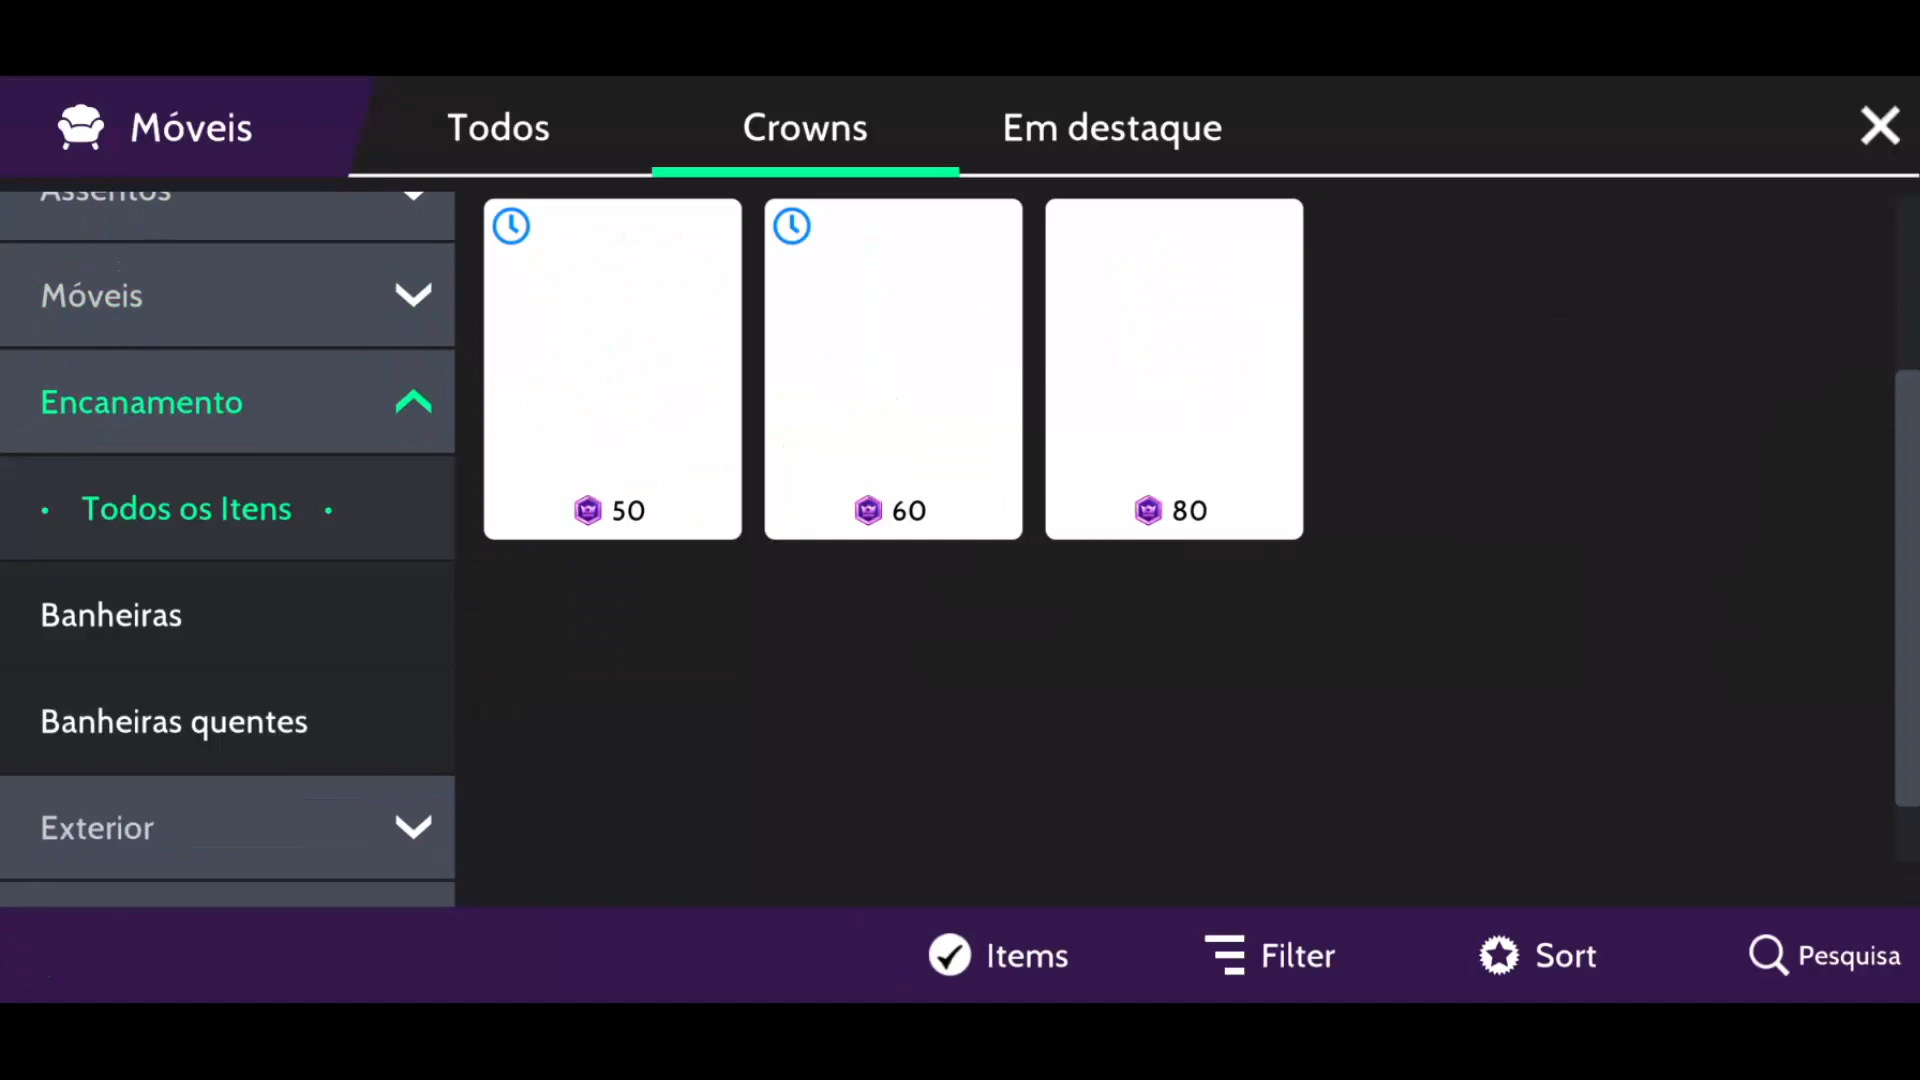 Móveis
Todos
Crowns
Em destaque
Assentos
Móveis
Encanamento
• Todos os Itens •
Banheiras
Banheiras quentes
Exterior
50
60
80
Items
Filter
Sort
Pesquisa